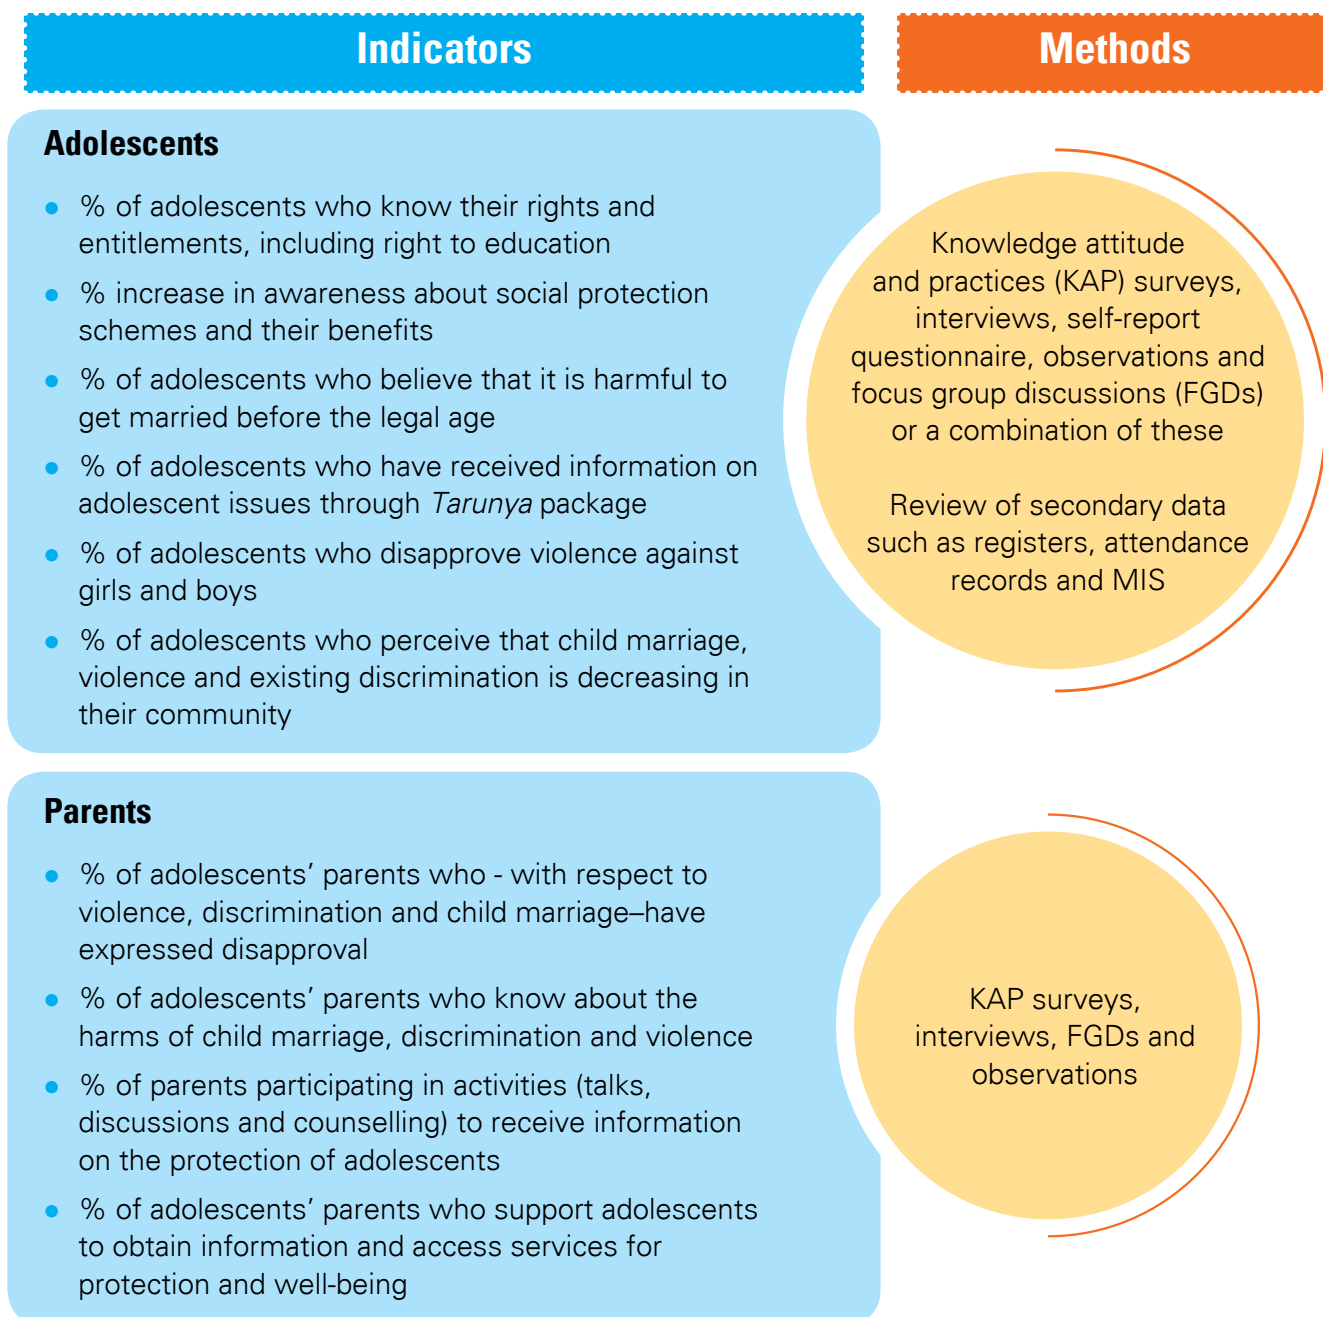 Indicators
Methods
Adolescents
● % of adolescents who know their rights and
entitlements, including right to education
● % increase in awareness about social protection
schemes and their benefits
● % of adolescents who believe that it is harmful to
get married before the legal age
● % of adolescents who have received information on
adolescent issues through Tarunya package
● % of adolescents who disapprove violence against
girls and boys
● % of adolescents who perceive that child marriage,
violence and existing discrimination is decreasing in
their community
Knowledge attitude
and practices (KAP) surveys,
interviews, self-report
questionnaire, observations and
focus group discussions (FGDs)
or a combination of these
Review of secondary data
such as registers, attendance
records and MIS
Parents
● % of adolescents’ parents who - with respect to
violence, discrimination and child marriage–have
expressed disapproval
● % of adolescents’ parents who know about the
harms of child marriage, discrimination and violence
● % of parents participating in activities (talks,
discussions and counselling) to receive information
on the protection of adolescents
● % of adolescents’ parents who support adolescents
to obtain information and access services for
protection and well-being
KAP surveys,
interviews, FGDs and
observations